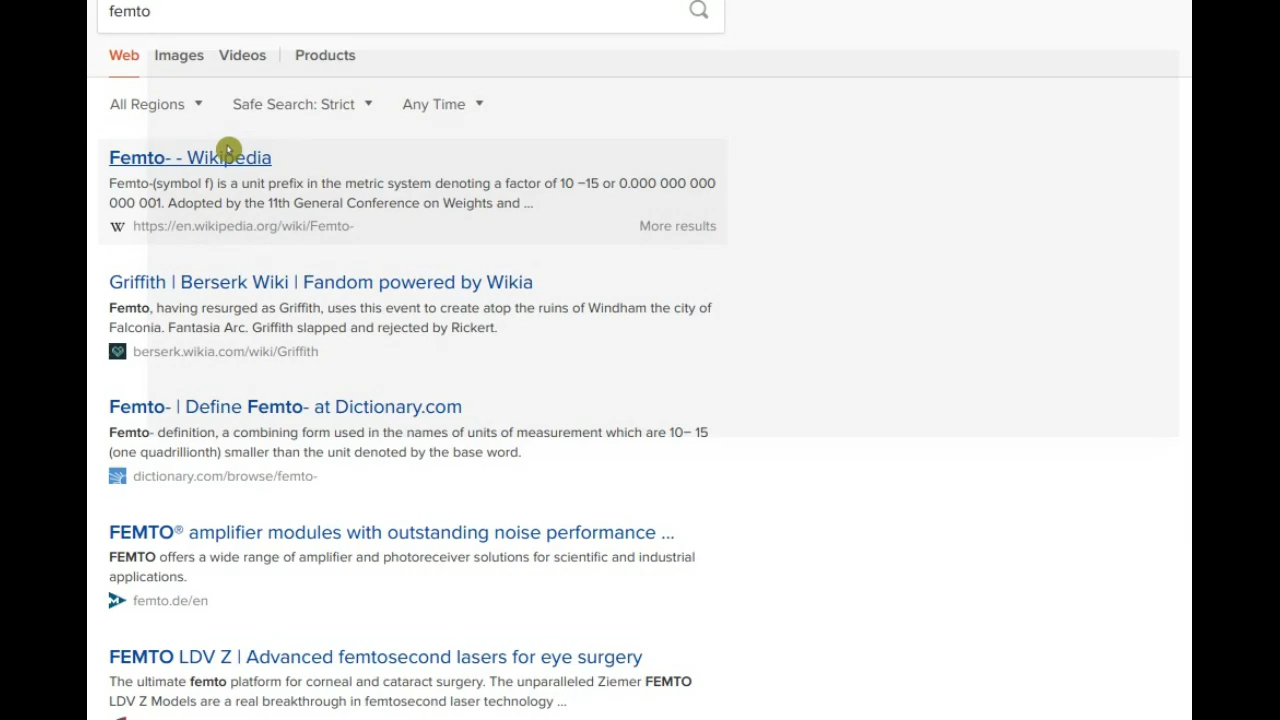 femto
Web Images Videos Products
All Regions Safe Search: Strict Any Time
Femto- - Wikipedia
Femto-(symbol f) is a unit prefix in the metric system denoting a factor of 10 −15 or 0.000 000 000
000 001. Adopted by the 11th General Conference on Weights and ...
W https://en.wikipedia.org/wiki/Femto- More results
Griffith | Berserk Wiki | Fandom powered by Wikia
Femto, having resurged as Griffith, uses this event to create atop the ruins of Windham the city of
Falconia. Fantasia Arc. Griffith slapped and rejected by Rickert.
berserk.wikia.com/wiki/Griffith
Femto- | Define Femto- at Dictionary.com
Femto- definition, a combining form used in the names of units of measurement which are 10− 15
(one quadrillionth) smaller than the unit denoted by the base word.
dictionary.com/browse/femto-
FEMTO® amplifier modules with outstanding noise performance ...
FEMTO offers a wide range of amplifier and photoreceiver solutions for scientific and industrial
applications.
femto.de/en
FEMTO LDV Z | Advanced femtosecond lasers for eye surgery
The ultimate femto platform for corneal and cataract surgery. The unparalleled Ziemer FEMTO
LDV Z Models are a real breakthrough in femtosecond laser technology ...